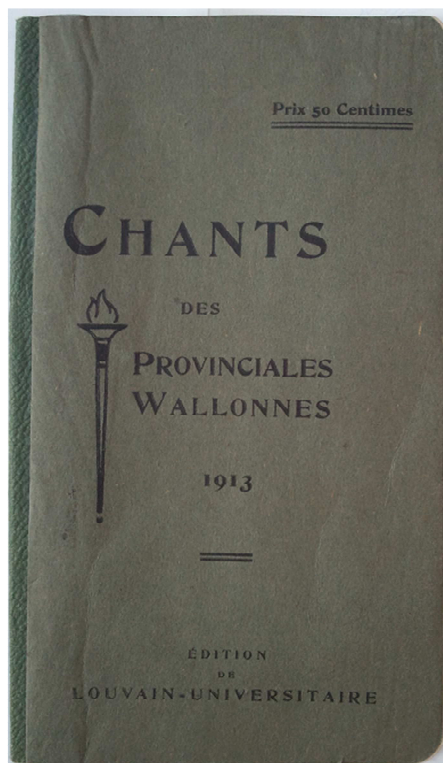 Prix 50 Centimes
CHANTS
DES
PROVINCIALES
WALLONNES
1913
ÉDITION
DE
LOUVAIN-UNIVERSITAIRE